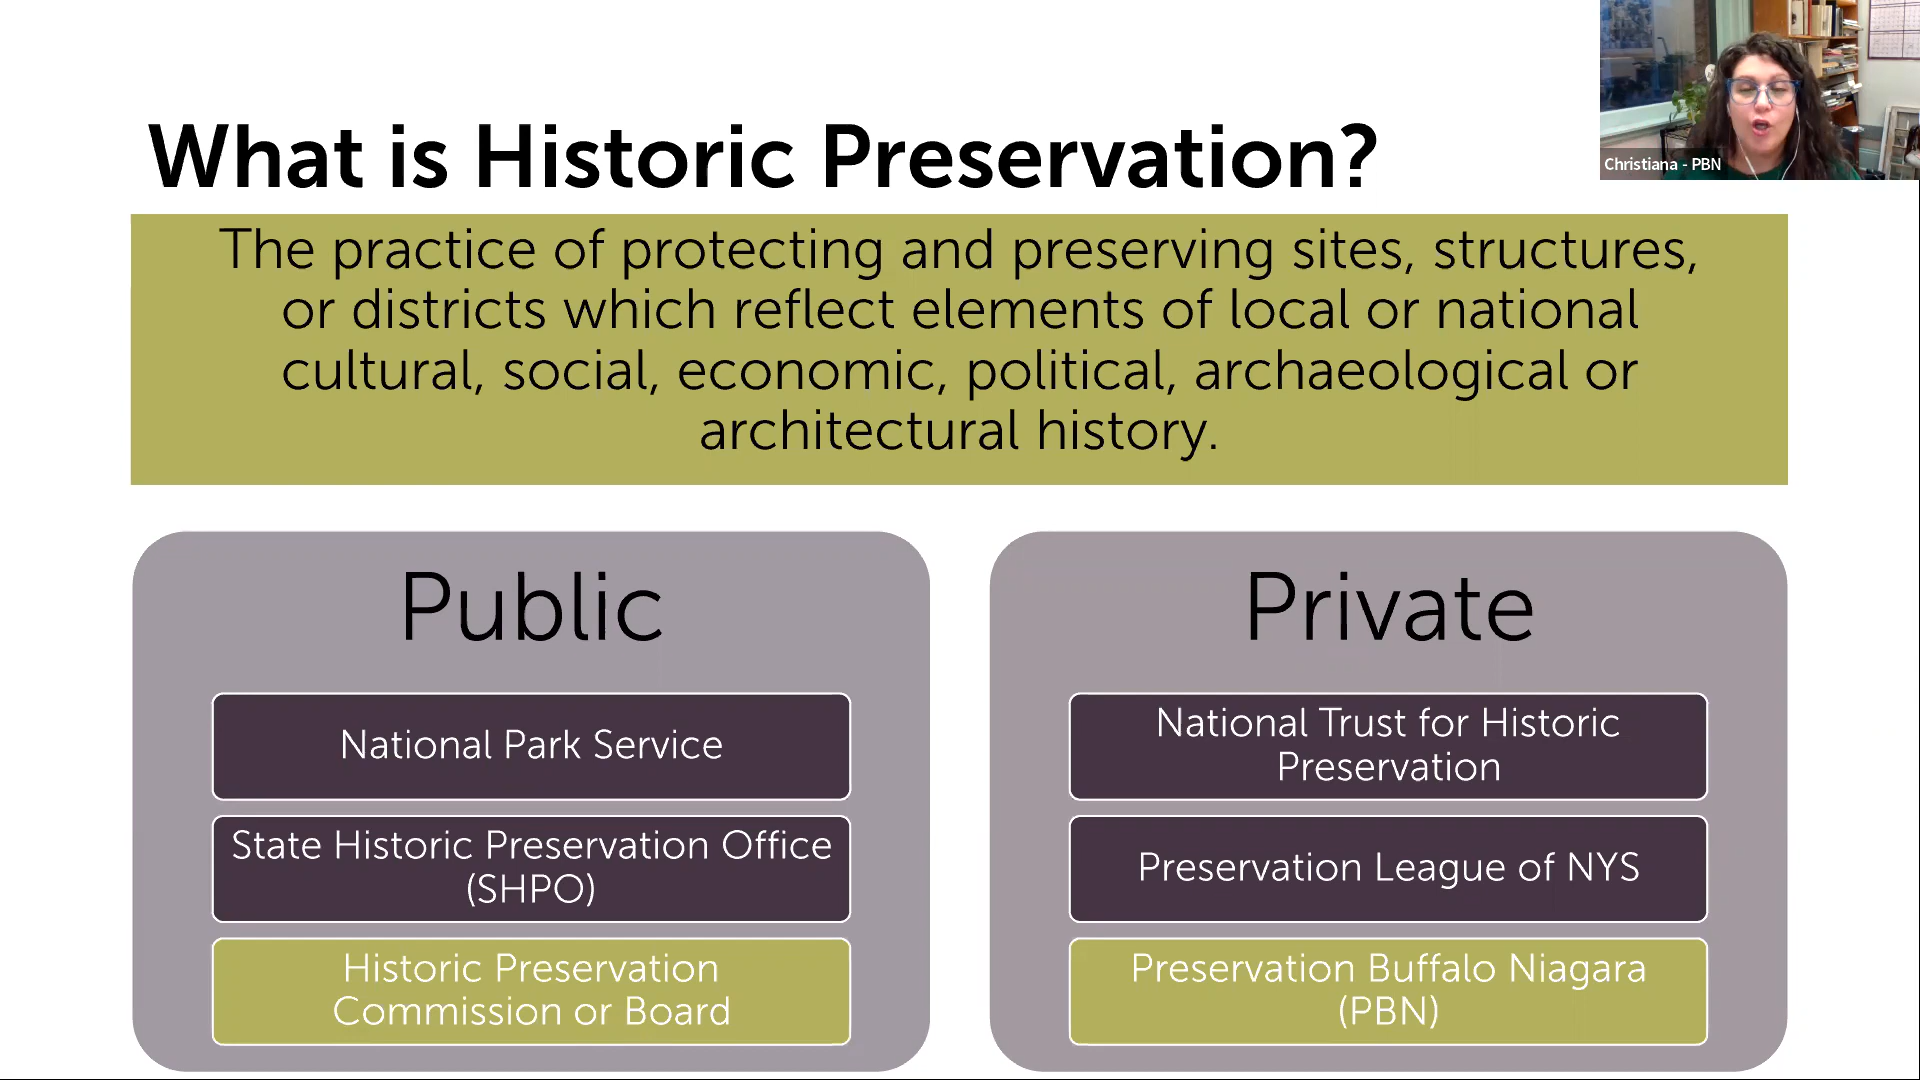 What is Historic Preservation?
Christiana - PBN
The practice of protecting and preserving sites, structures,
or districts which reflect elements of local or national
cultural, social, economic, political, archaeological or
architectural history.
Public
National Park Service
State Historic Preservation Office
(SHPO)
Historic Preservation
Commission or Board
Private
National Trust for Historic
Preservation
Preservation League of NYS
Preservation Buffalo Niagara
(PBN)